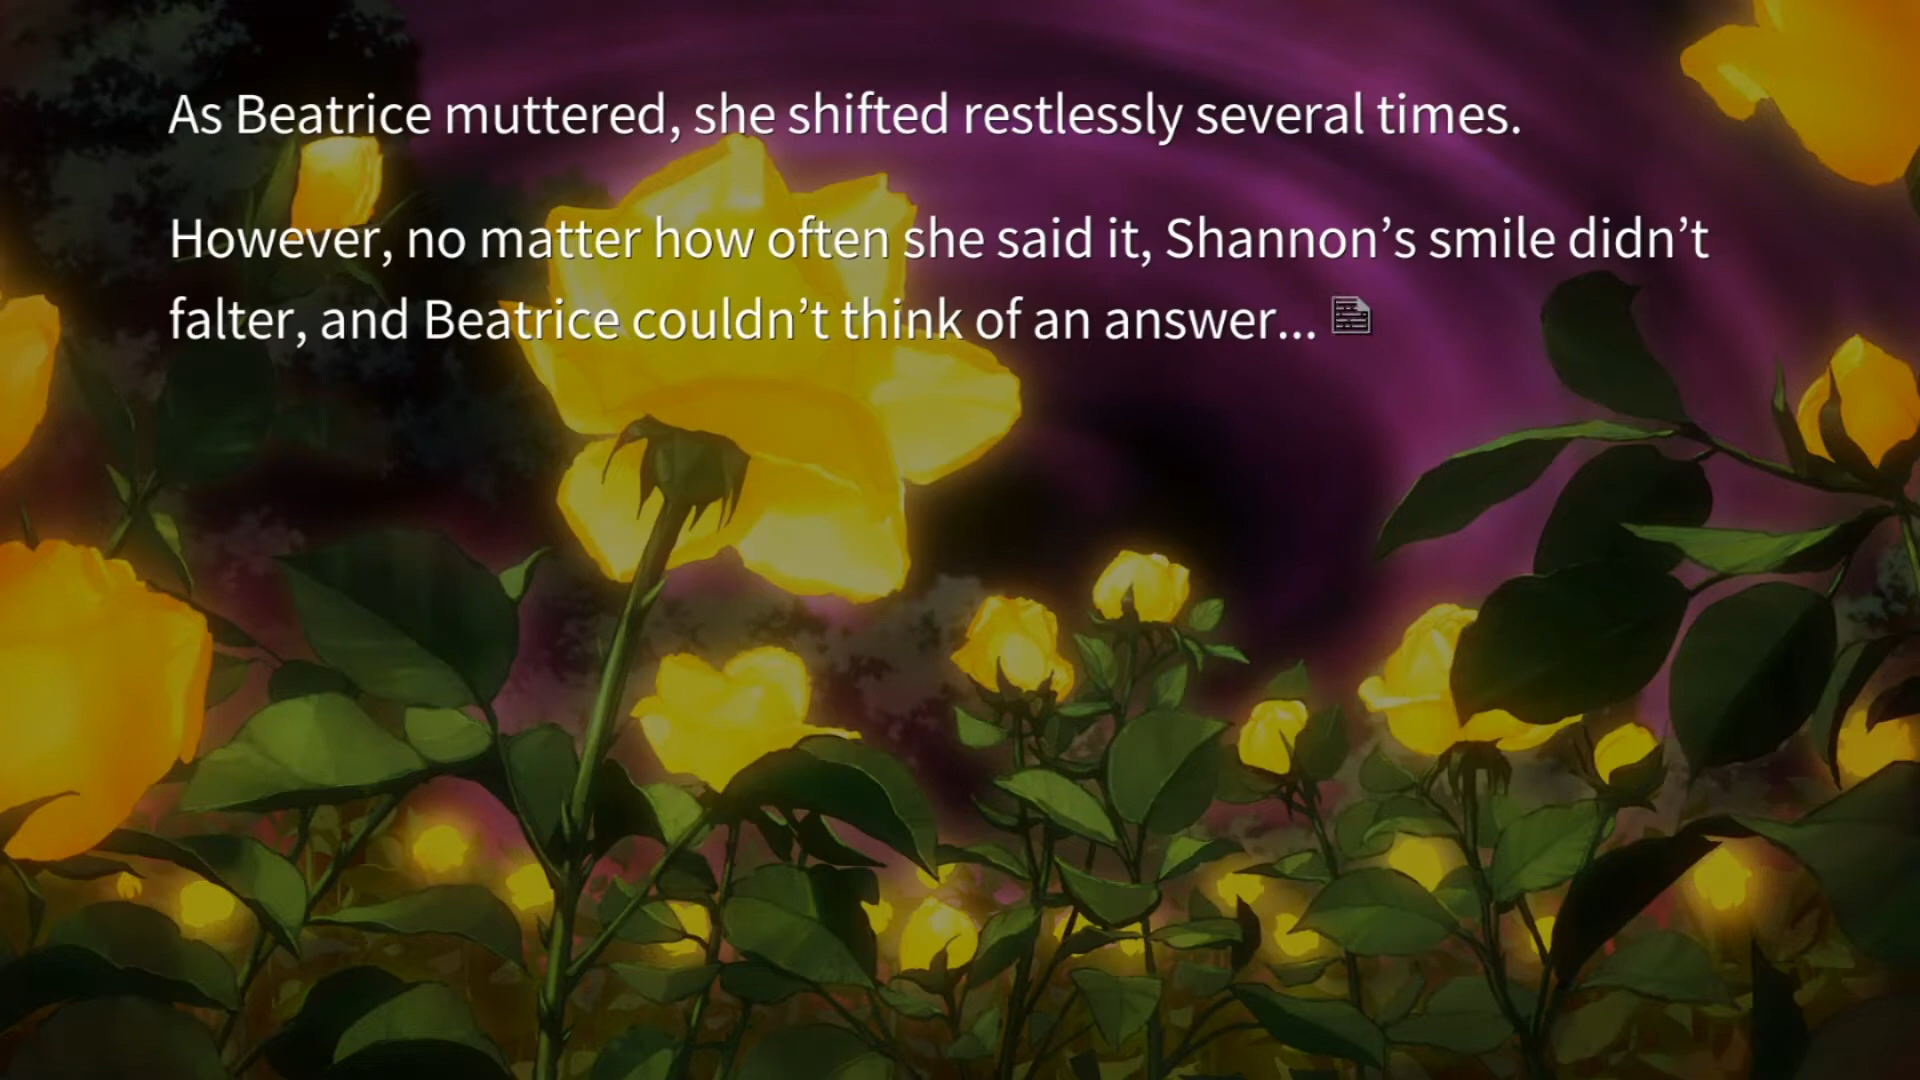 As Beatrice muttered, she shifted restlessly several times.
However, no matter how often she said it, Shannon’s smile didn’t
falter, and Beatrice couldn’t think of an answer...